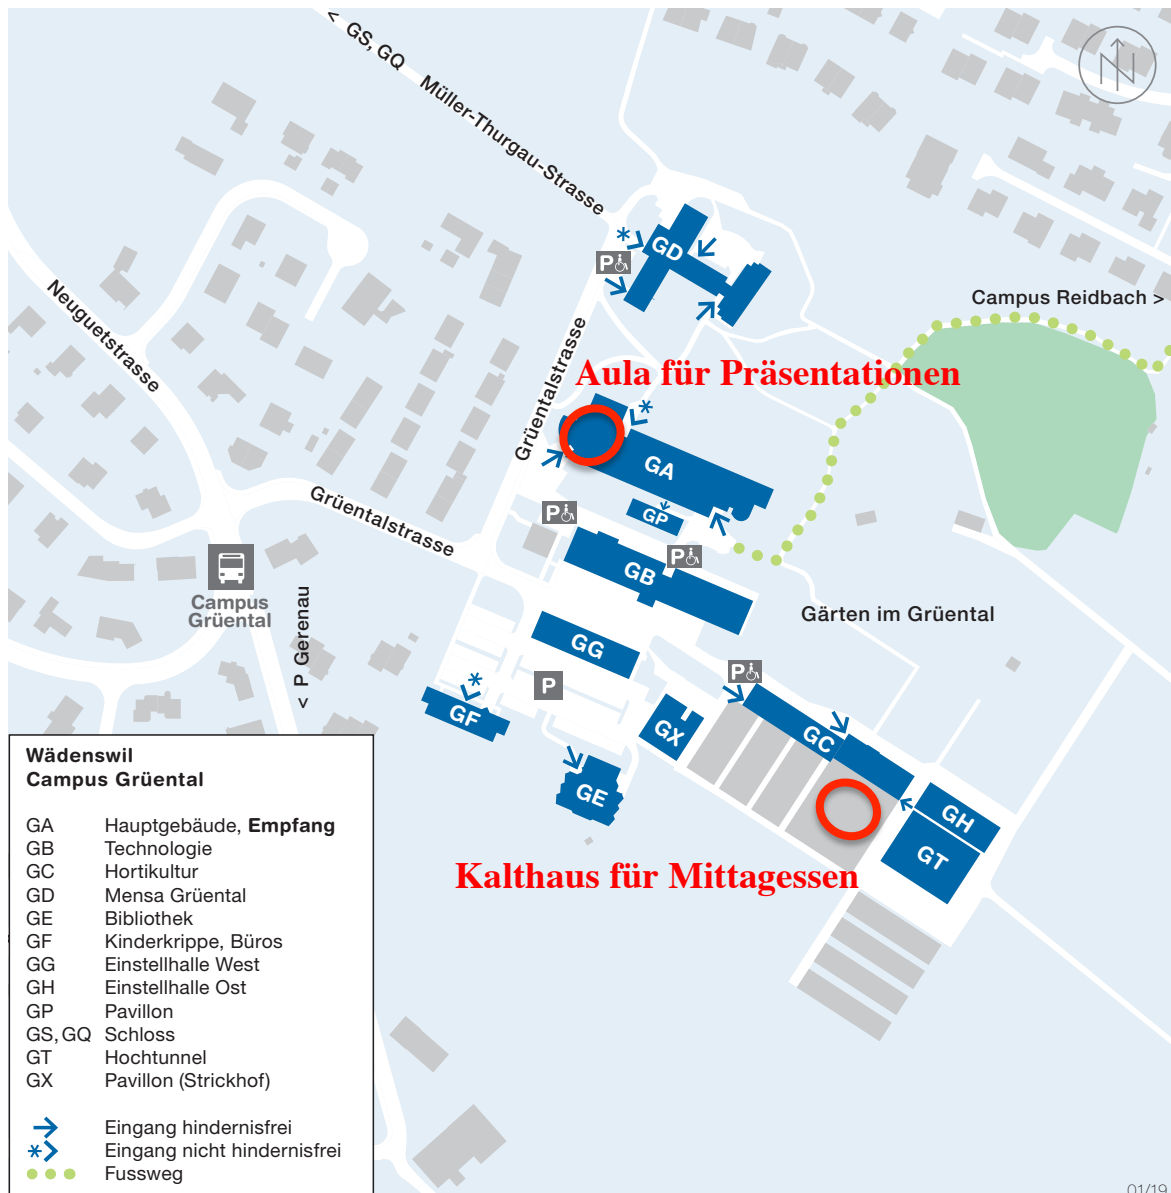 < GS, GQ
Müller-Thurgau-Strasse
N
Neuguetstrasse
GD
P
Campus Reidbach >
Grüentalstrasse
Aula für Präsentationen
GA
GP
P
P
GB
Grüentalstrasse
Campus
Grüental
< P Gerenau
Gärten im Grüental
GG
P
P
GF
GX
GC
GE
GH
GT
Kalthaus für Mittagessen
Wädenswil
Campus Grüental
GA Hauptgebäude, Empfang
GB Technologie
GC Hortikultur
GD Mensa Grüental
GE Bibliothek
GF Kinderkrippe, Büros
GG Einstellhalle West
GH Einstellhalle Ost
GP Pavillon
GS, GQ Schloss
GT Hochtunnel
GX Pavillon (Strickhof)
Eingang hindernisfrei
* Eingang nicht hindernisfrei
Fussweg
01/19